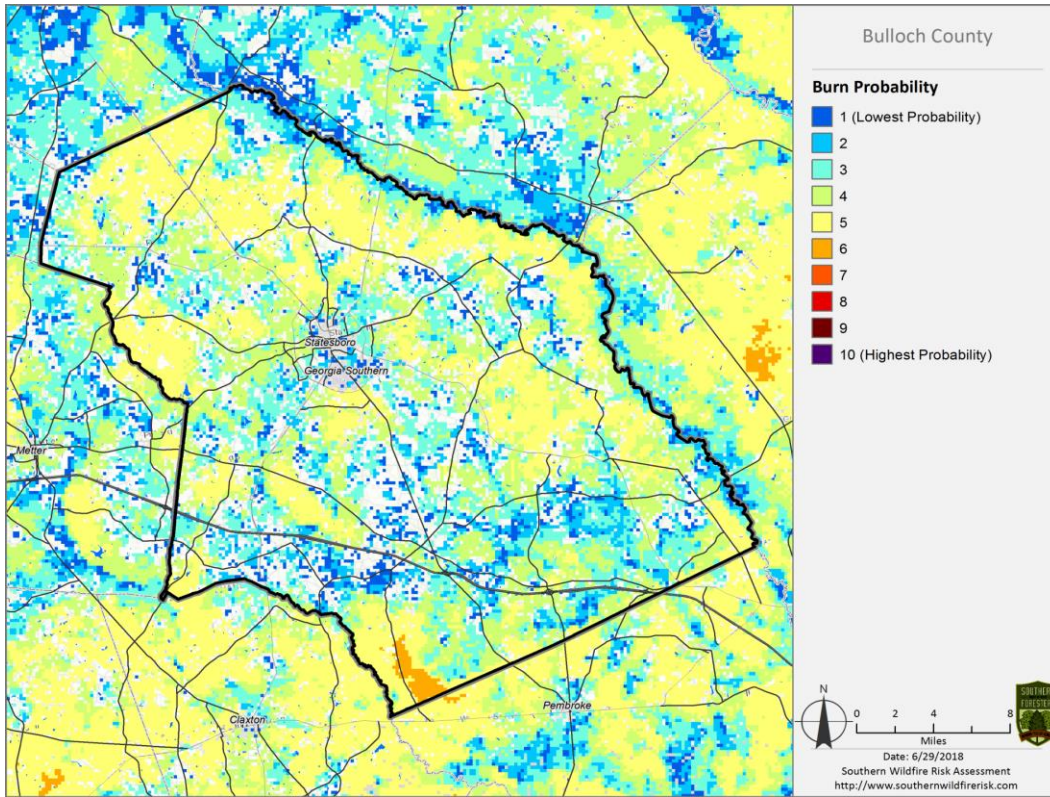 Bulloch County
Burn Probability
1 (Lowest Probability)
2
3
4
5
6
7
8
9
10 (Highest Probability)
Statesboro
Georgia Southern
Metter
Claxton
Pembroke
N
0 2 4 8
Miles
Date: 6/29/2018
Southern Wildfire Risk Assessment
http://www.southernwildfirerisk.com
SOUTHERN
FORESTER